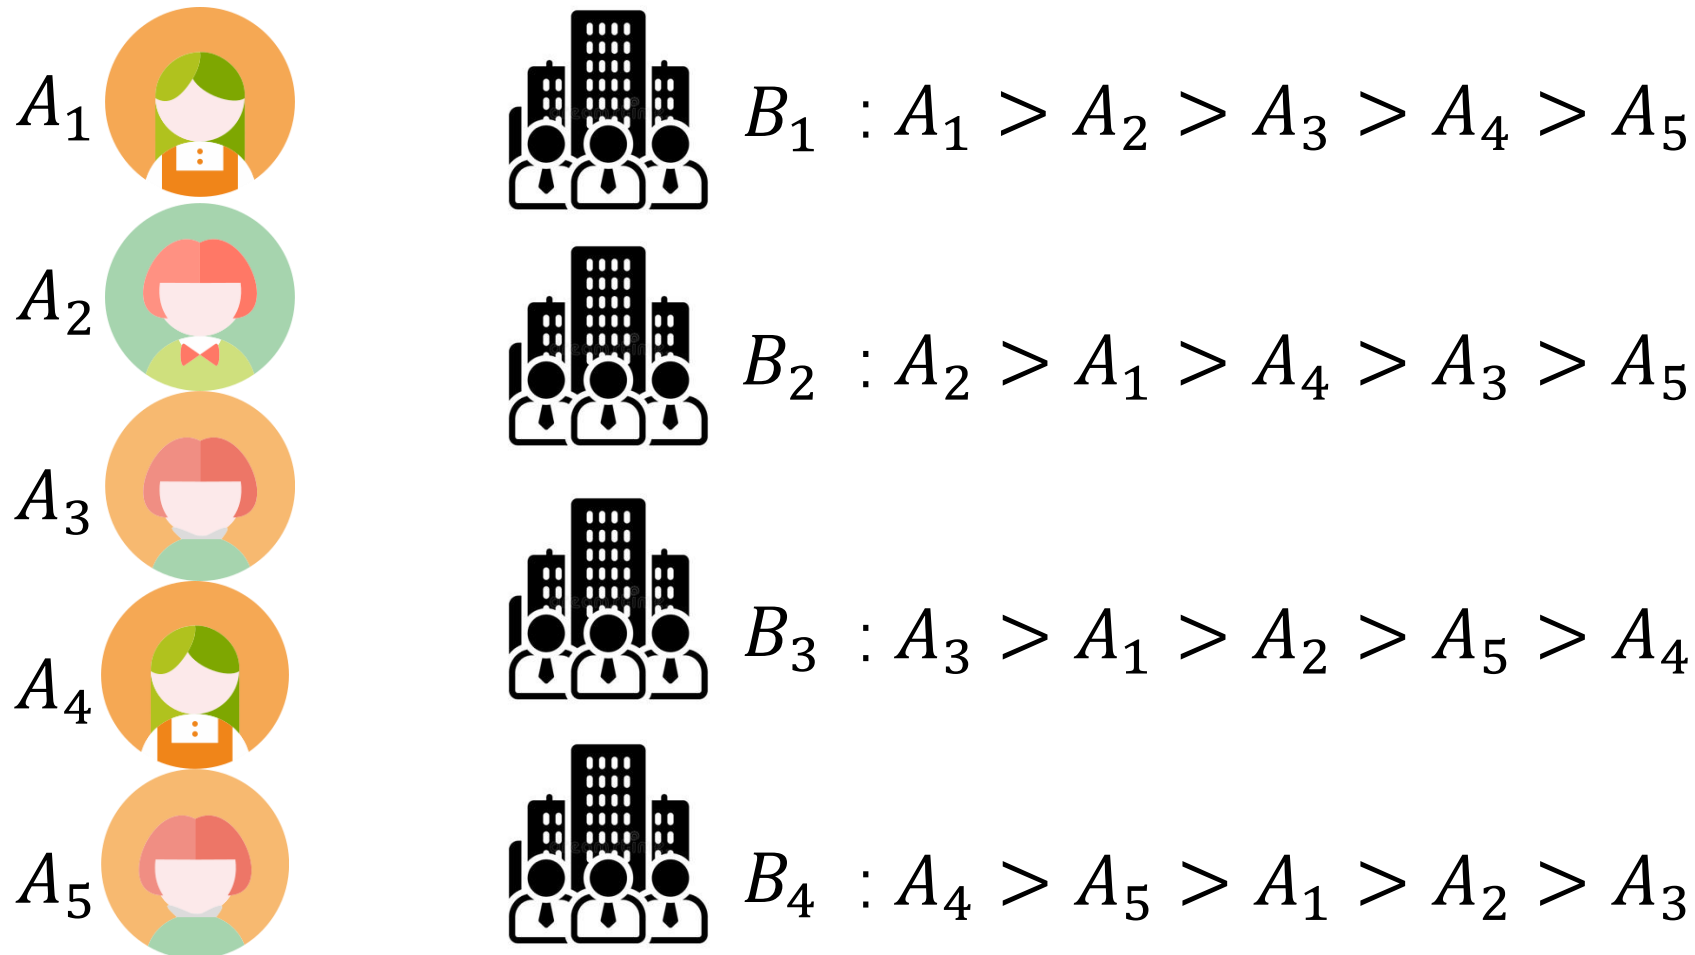 A₁
B₁ : A₁ > A₂ > A₃ > A₄ > A₅
A₂
B₂ : A₂ > A₁ > A₄ > A₃ > A₅
A₃
B₃ : A₃ > A₁ > A₂ > A₅ > A₄
A₄
B₄ : A₄ > A₅ > A₁ > A₂ > A₃
A₅